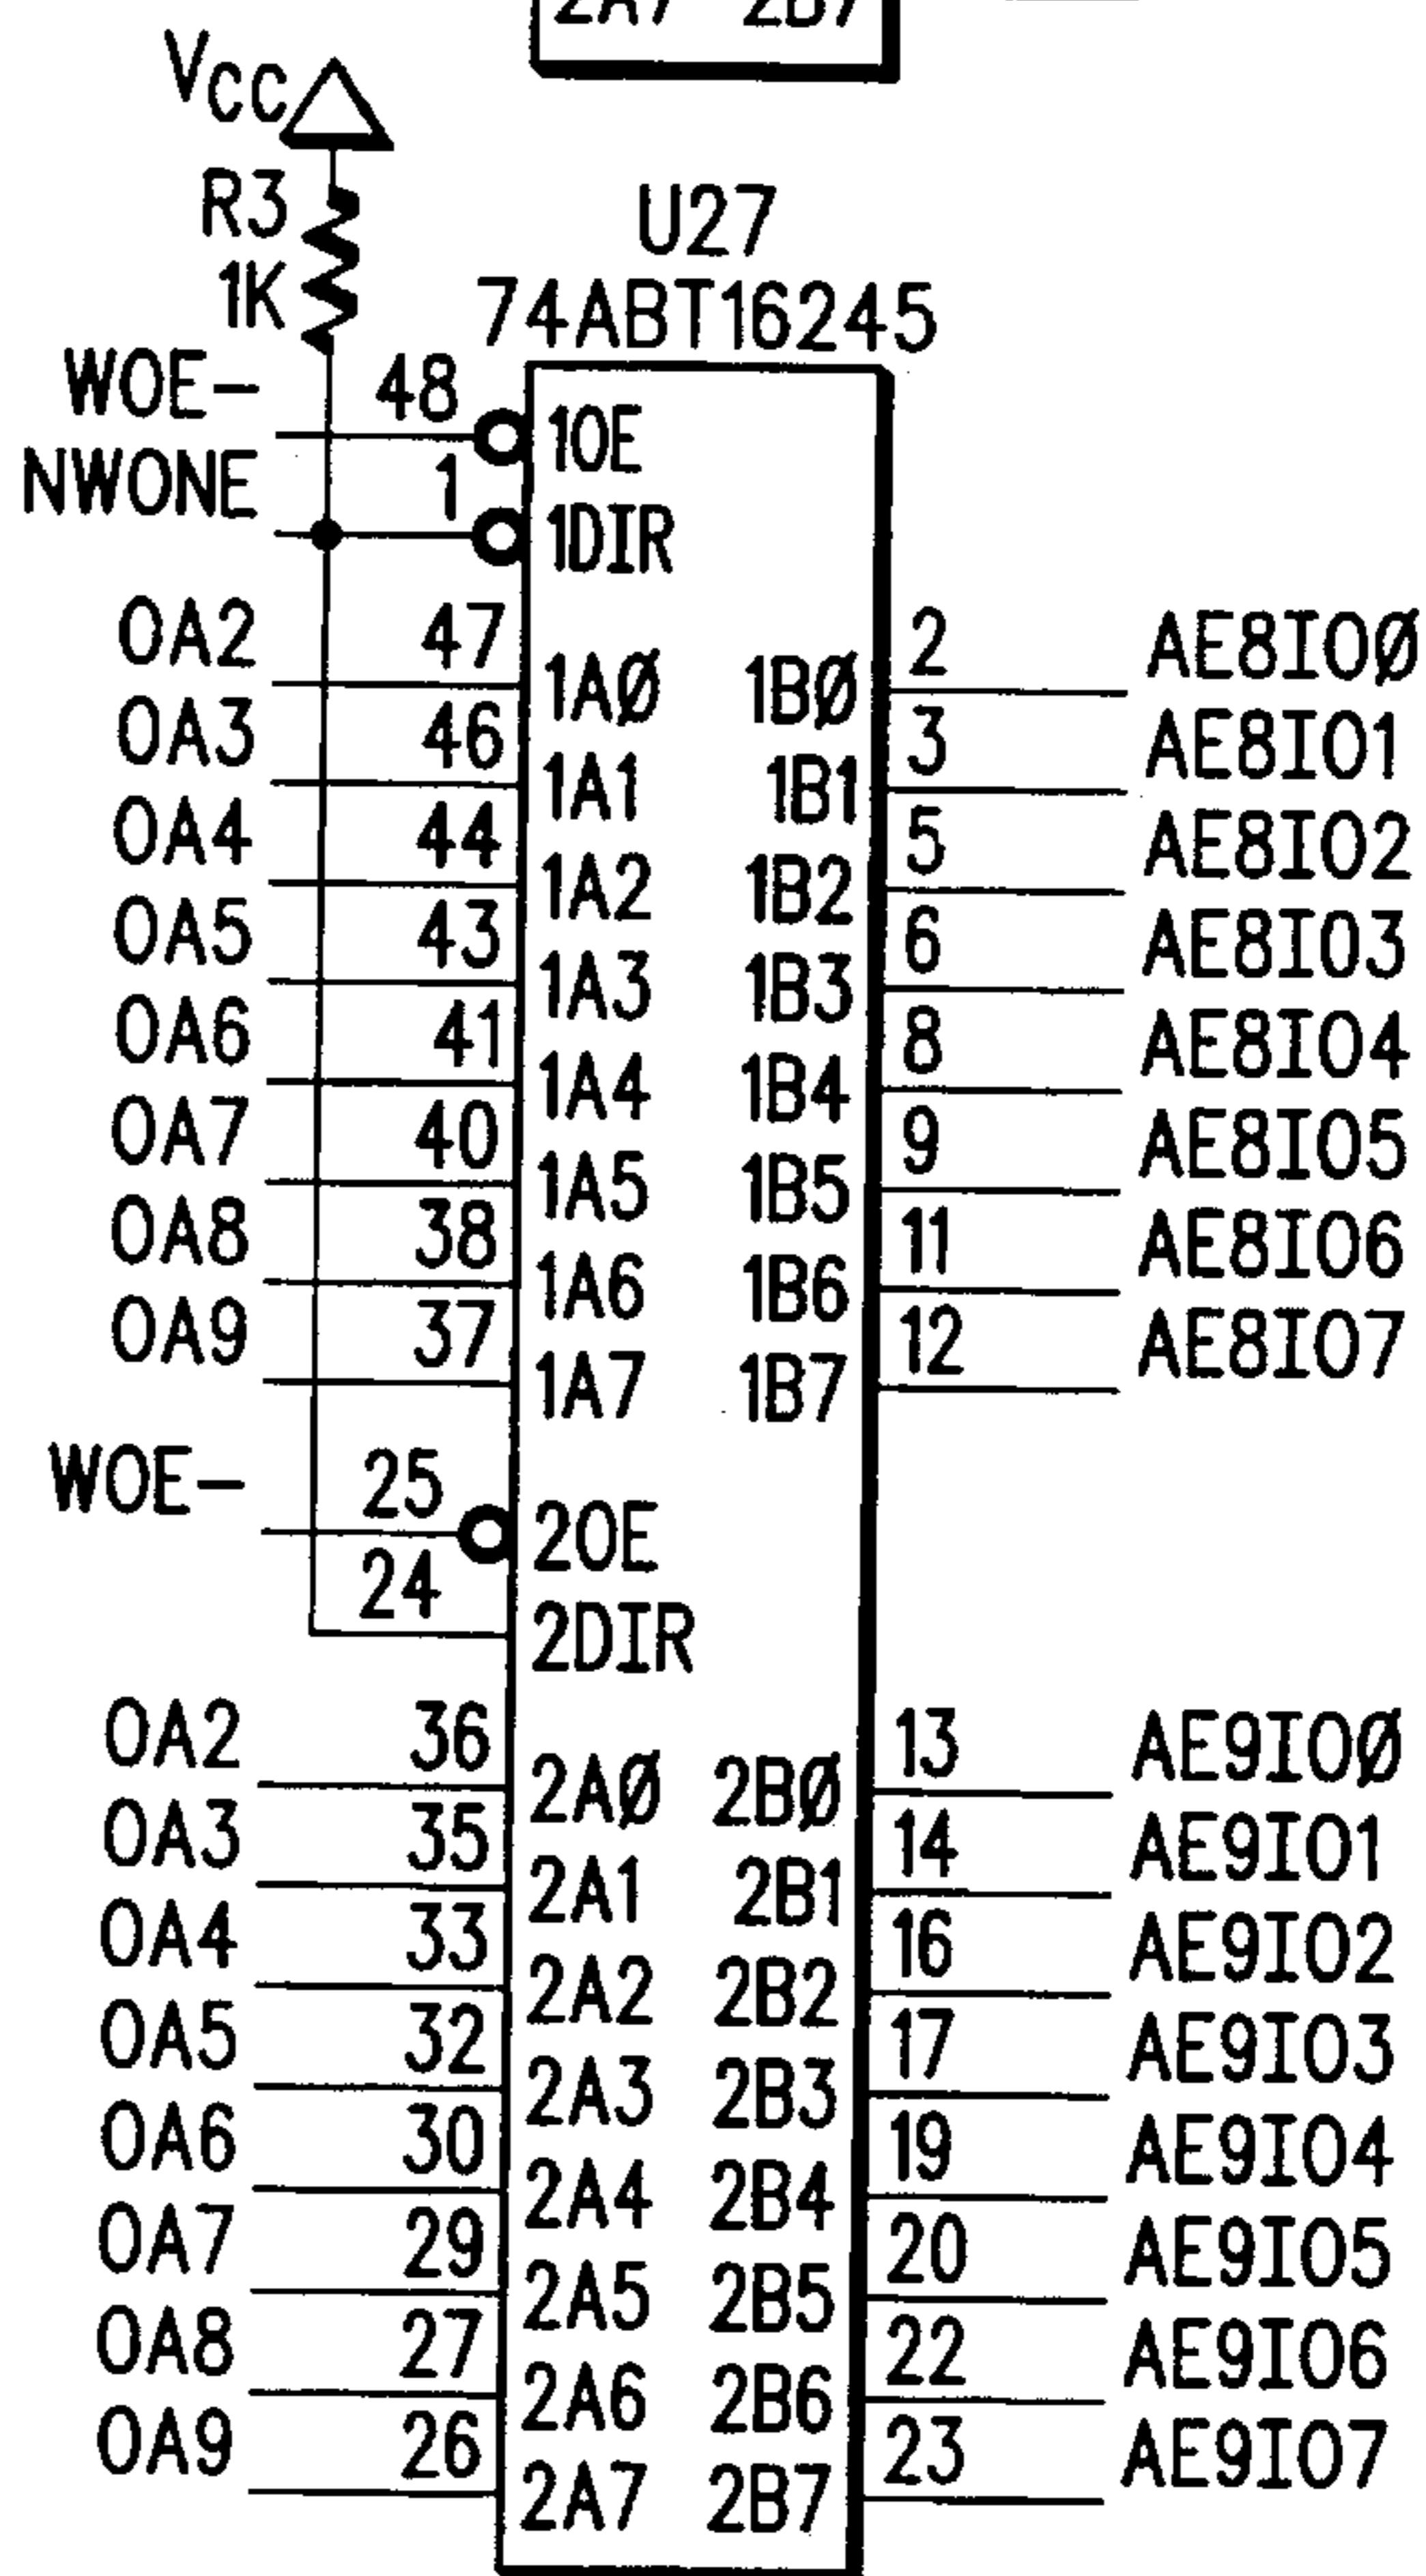 2A7 2B7
VCC
R3
1K
U27
74ABT16245
WOE- 48 1OE
NWONE 1 1DIR
OA2 47 1AØ 1BØ 2 AE8IOØ
OA3 46 1A1 1B1 3 AE8IO1
OA4 44 1A2 1B2 5 AE8IO2
OA5 43 1A3 1B3 6 AE8IO3
OA6 41 1A4 1B4 8 AE8IO4
OA7 40 1A5 1B5 9 AE8IO5
OA8 38 1A6 1B6 11 AE8IO6
OA9 37 1A7 1B7 12 AE8IO7
WOE- 25 2OE
24 2DIR
OA2 36 2AØ 2BØ 13 AE9IOØ
OA3 35 2A1 2B1 14 AE9IO1
OA4 33 2A2 2B2 16 AE9IO2
OA5 32 2A3 2B3 17 AE9IO3
OA6 30 2A4 2B4 19 AE9IO4
OA7 29 2A5 2B5 20 AE9IO5
OA8 27 2A6 2B6 22 AE9IO6
OA9 26 2A7 2B7 23 AE9IO7